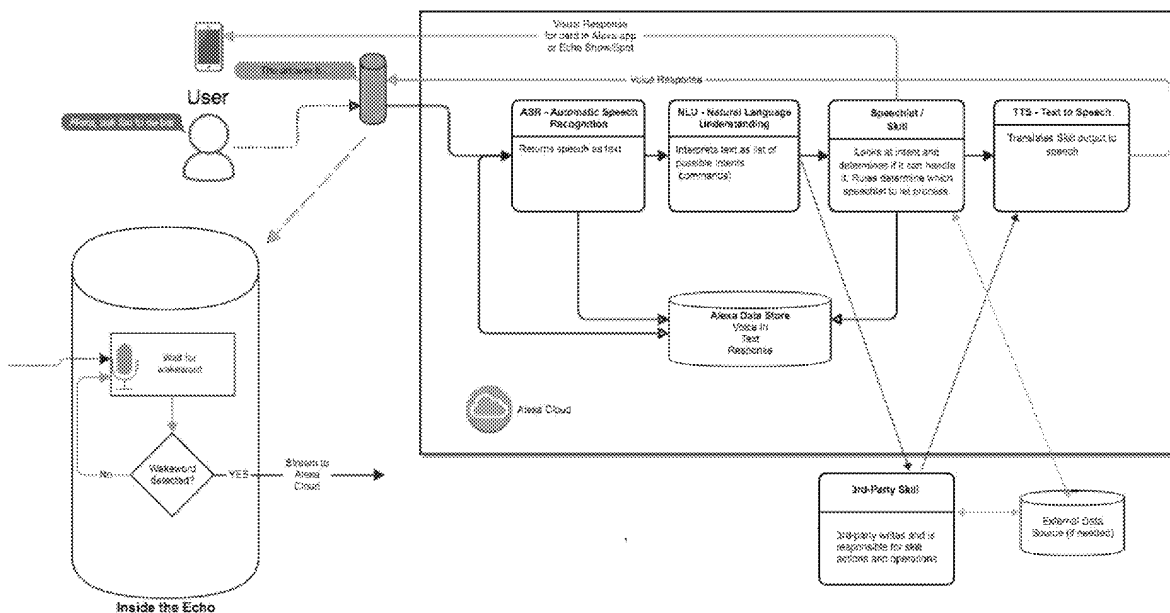 Visual Response
for card in Alexa app
or Echo Show/Spot
The answer is
Voice Response
User
ASR - Automatic Speech
Recognition
Returns speech as text
NLU - Natural Language
Understanding
Interprets text as list of
possible intents
(commands)
Speechlet /
Skill
Looks at intent and
determines if it can handle
it. Rules determine which
speechlet to let process.
TTS - Text to Speech
Translates Skill output to
speech
Alexa Data Store
Voice In
Text
Response
Alexa Cloud
Wait for
wakeword
Wakeword
detected?
No
YES
Stream to
Alexa
Cloud
Inside the Echo
3rd-Party Skill
3rd-party writes and is
responsible for skill
actions and operations
External Data
Source (if needed)